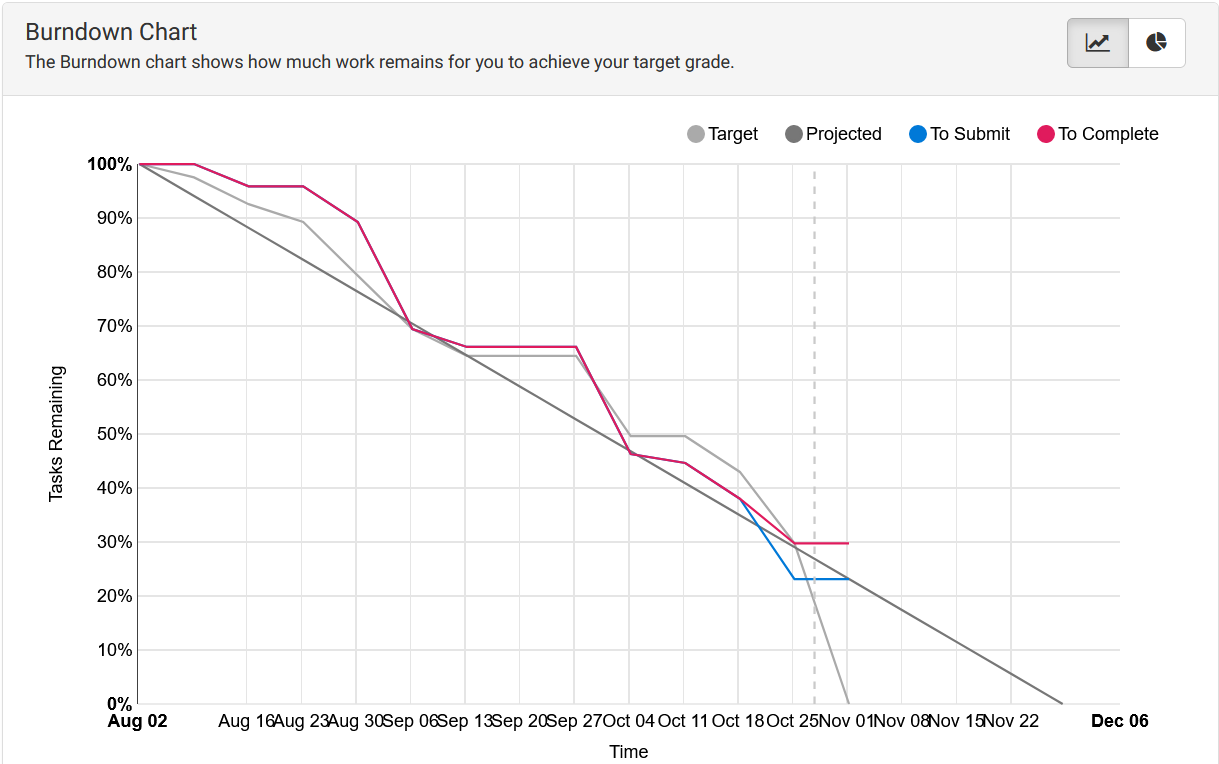 Burndown Chart
The Burndown chart shows how much work remains for you to achieve your target grade.
Target Projected To Submit To Complete
100%
90%
80%
70%
60%
50%
40%
30%
20%
10%
0%
Tasks Remaining
Aug 02 Aug 16 Aug 23 Aug 30 Sep 06 Sep 13 Sep 20 Sep 27 Oct 04 Oct 11 Oct 18 Oct 25 Nov 01 Nov 08 Nov 15 Nov 22 Dec 06
Time